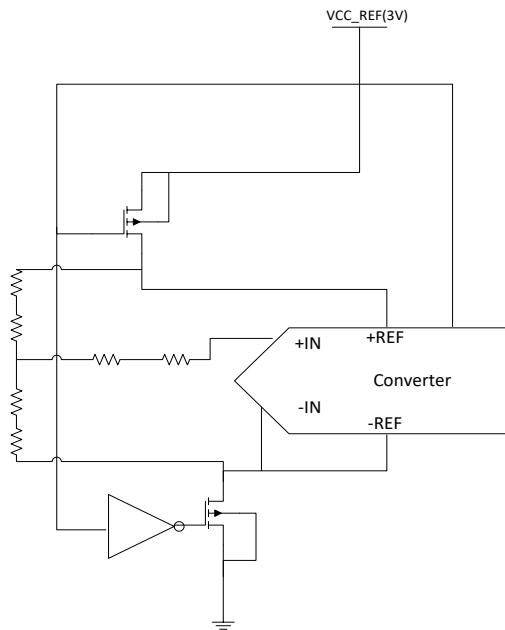 VCC_REF(3V)
+IN
+REF
Converter
-IN
-REF